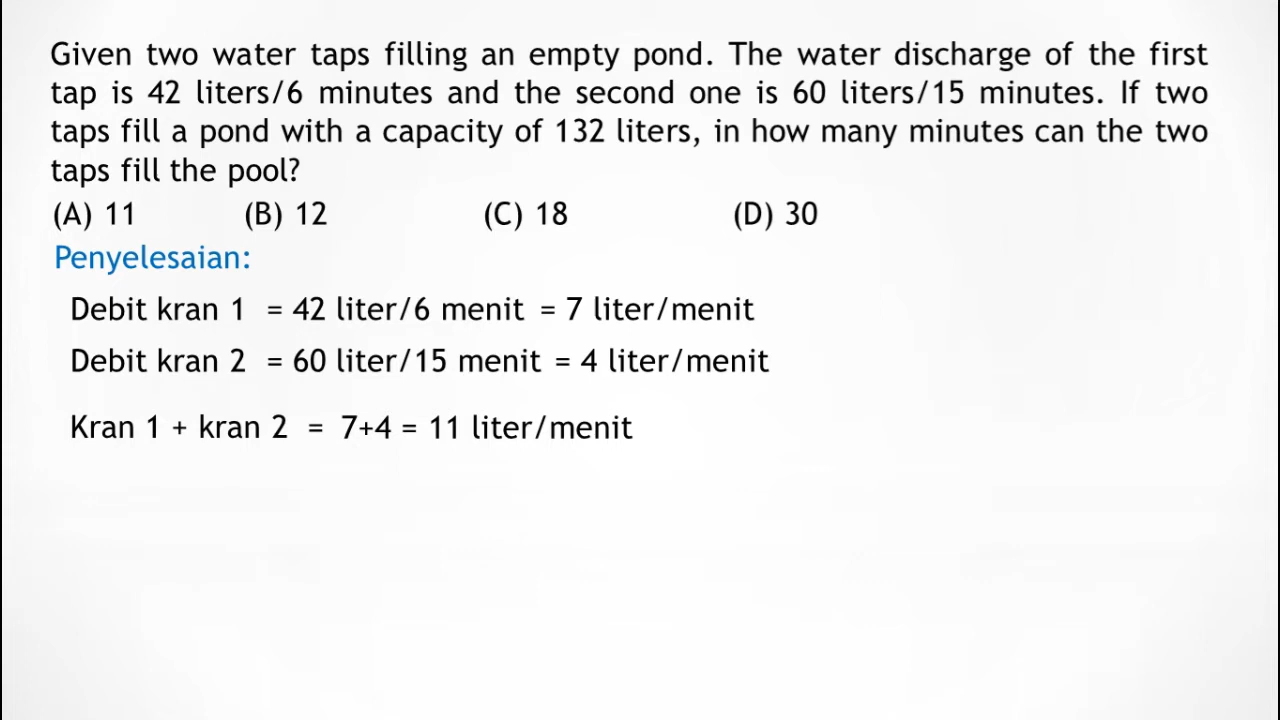 Given two water taps filling an empty pond. The water discharge of the first
tap is 42 liters/6 minutes and the second one is 60 liters/15 minutes. If two
taps fill a pond with a capacity of 132 liters, in how many minutes can the two
taps fill the pool?
(A) 11 (B) 12 (C) 18 (D) 30
Penyelesaian:
Debit kran 1 = 42 liter/6 menit = 7 liter/menit
Debit kran 2 = 60 liter/15 menit = 4 liter/menit
Kran 1 + kran 2 = 7+4 = 11 liter/menit